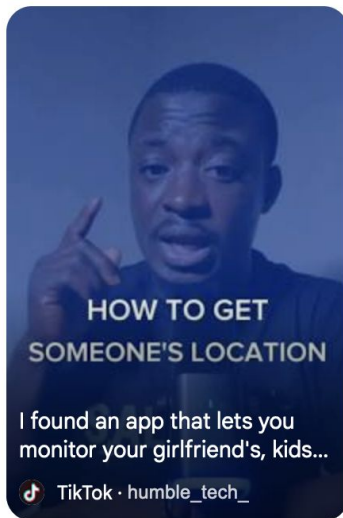 HOW TO GET
SOMEONE'S LOCATION
I found an app that lets you
monitor your girlfriend's, kids...
TikTok · humble_tech_